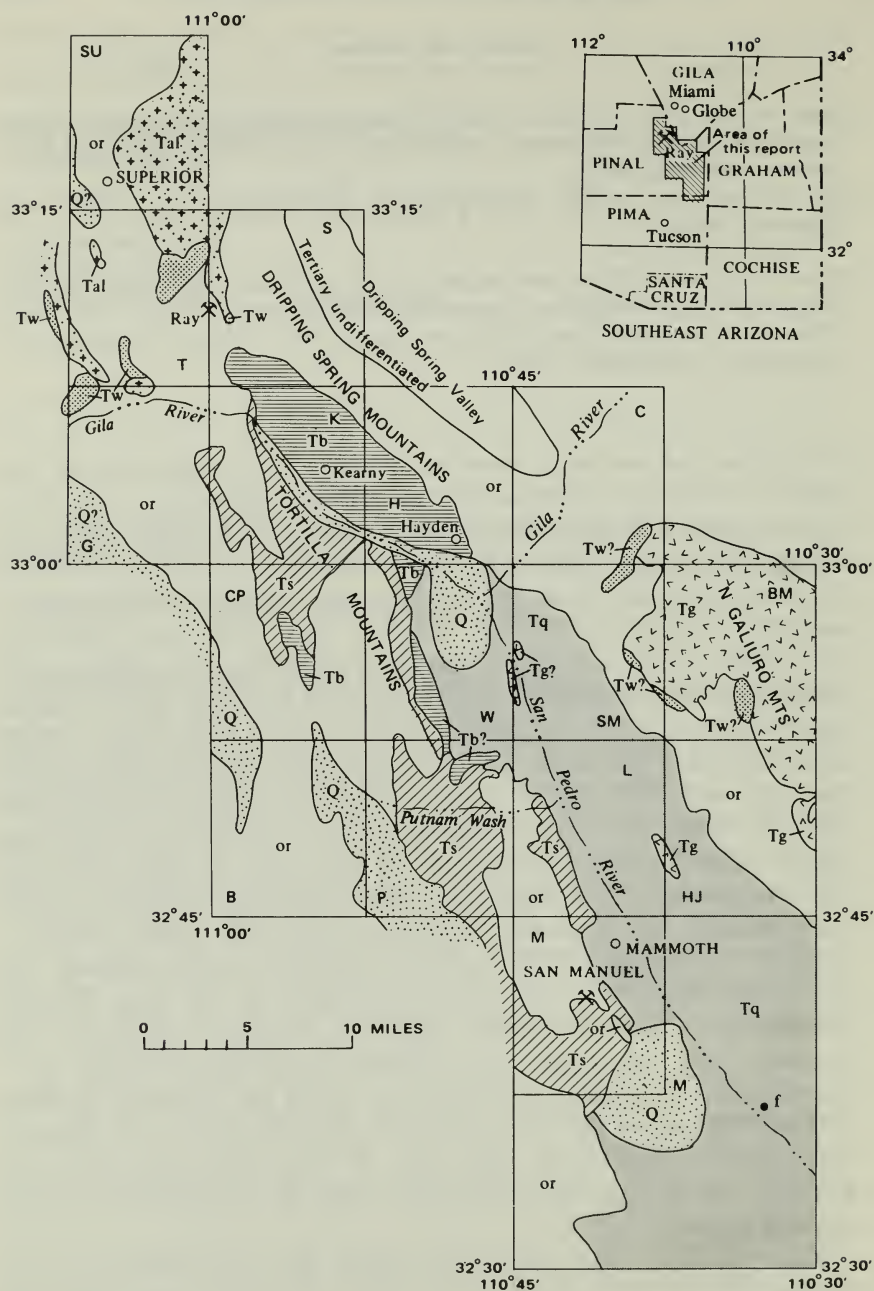 111° 00'
SU
or
Tal
SUPERIOR
Q?
33° 15'
33° 15'
S
Tal
Tertiary undifferentiated
Dripping Spring Valley
DRIPPING SPRING MOUNTAINS
Tw
Ray
Tw
T
Tw
Gila River
K
Tb
Kearny
H
Hayden
or
110° 45'
C
Gila River
or
Q?
G
TORTILLA MOUNTAINS
33° 00'
Ts
CP
Tb
Tb
Q
Tq
Tg?
Tw?
110° 30'
33° 00'
BM
Tg
N GALIURO MTS
Tw?
Tw?
Q
W
SM
San Pedro River
Tb?
L
Q
or
Putnam Wash
Ts
Ts
or
Tg
Tg
or
B
P
HJ
32° 45'
111° 00'
32° 45'
M
MAMMOTH
SAN MANUEL
Tq
or
Ts
M
Q
f
or
0 5 10 MILES
32° 30'
110° 45'
32° 30'
110° 30'
112°
110°
34°
GILA
Miami
Globe
Area of
this report
Ray
PINAL
GRAHAM
PIMA
Tucson
32°
COCHISE
SANTA
CRUZ
SOUTHEAST ARIZONA